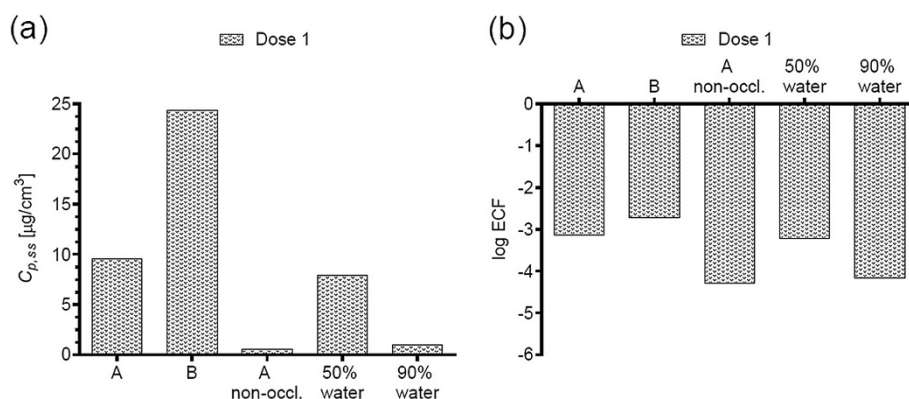 (a)
Dose 1
C_p,ss [µg/cm³]
25
20
15
10
5
0
A
B
A
non-occl.
50%
water
90%
water
(b)
Dose 1
A
B
A
non-occl.
50%
water
90%
water
log ECF
0
-1
-2
-3
-4
-5
-6